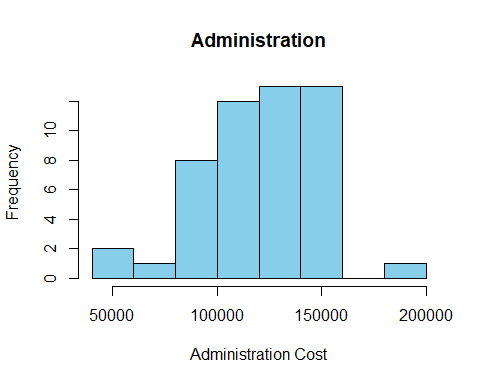 Administration
Frequency
0 2 4 6 8 10
50000 100000 150000 200000
Administration Cost